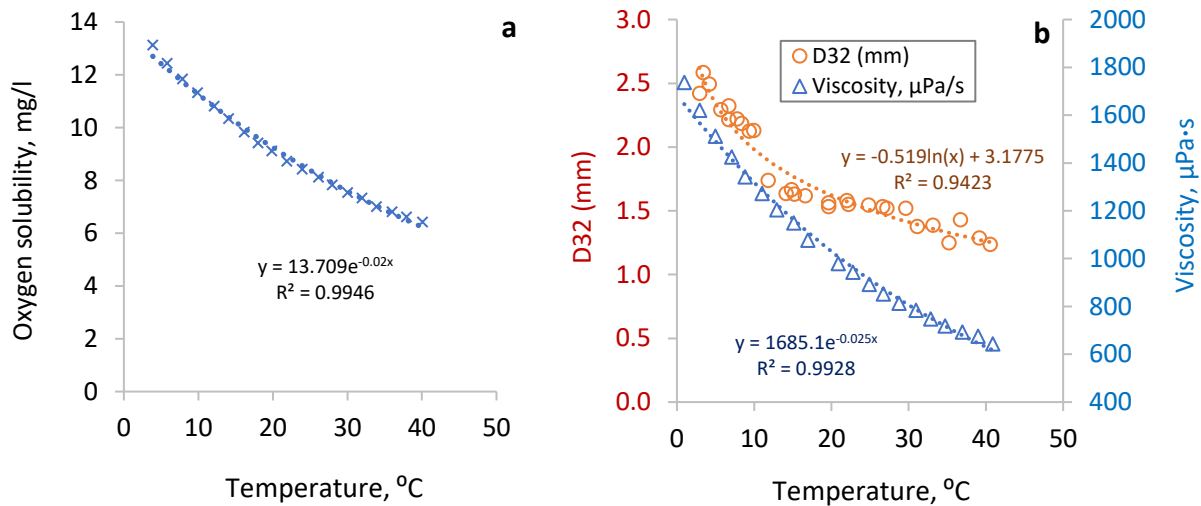 a
Oxygen solubility, mg/l
14
12
10
8
6
4
2
0
y = 13.709e-0.02x
R² = 0.9946
0 10 20 30 40 50
Temperature, ⁰C
b
D32 (mm)
3.0
2.5
2.0
1.5
1.0
0.5
0.0
D32 (mm)
Viscosity, µPa/s
y = -0.519ln(x) + 3.1775
R² = 0.9423
y = 1685.1e-0.025x
R² = 0.9928
2000
1800
1600
1400
1200
1000
800
600
400
Viscosity, µPa•s
0 10 20 30 40 50
Temperature, ⁰C